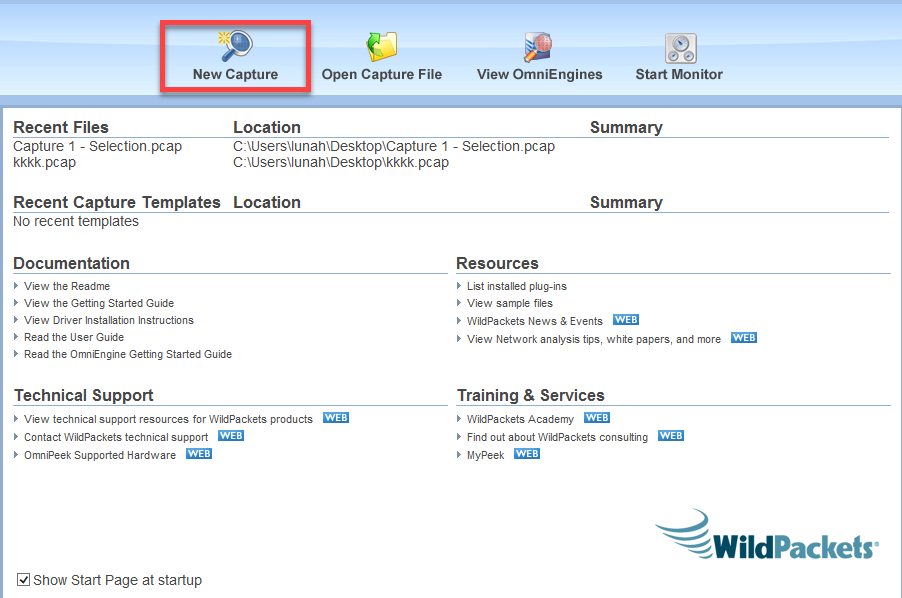 New Capture Open Capture File View OmniEngines Start Monitor
Recent Files Location Summary
Capture 1 - Selection.pcap C:\Users\lunah\Desktop\Capture 1 - Selection.pcap
kkkk.pcap C:\Users\lunah\Desktop\kkkk.pcap
Recent Capture Templates Location Summary
No recent templates
Documentation
View the Readme
View the Getting Started Guide
View Driver Installation Instructions
Read the User Guide
Read the OmniEngine Getting Started Guide
Resources
List installed plug-ins
View sample files
WildPackets News & Events WEB
View Network analysis tips, white papers, and more WEB
Technical Support
View technical support resources for WildPackets products WEB
Contact WildPackets technical support WEB
OmniPeek Supported Hardware WEB
Training & Services
WildPackets Academy WEB
Find out about WildPackets consulting WEB
MyPeek WEB
WildPackets®
Show Start Page at startup